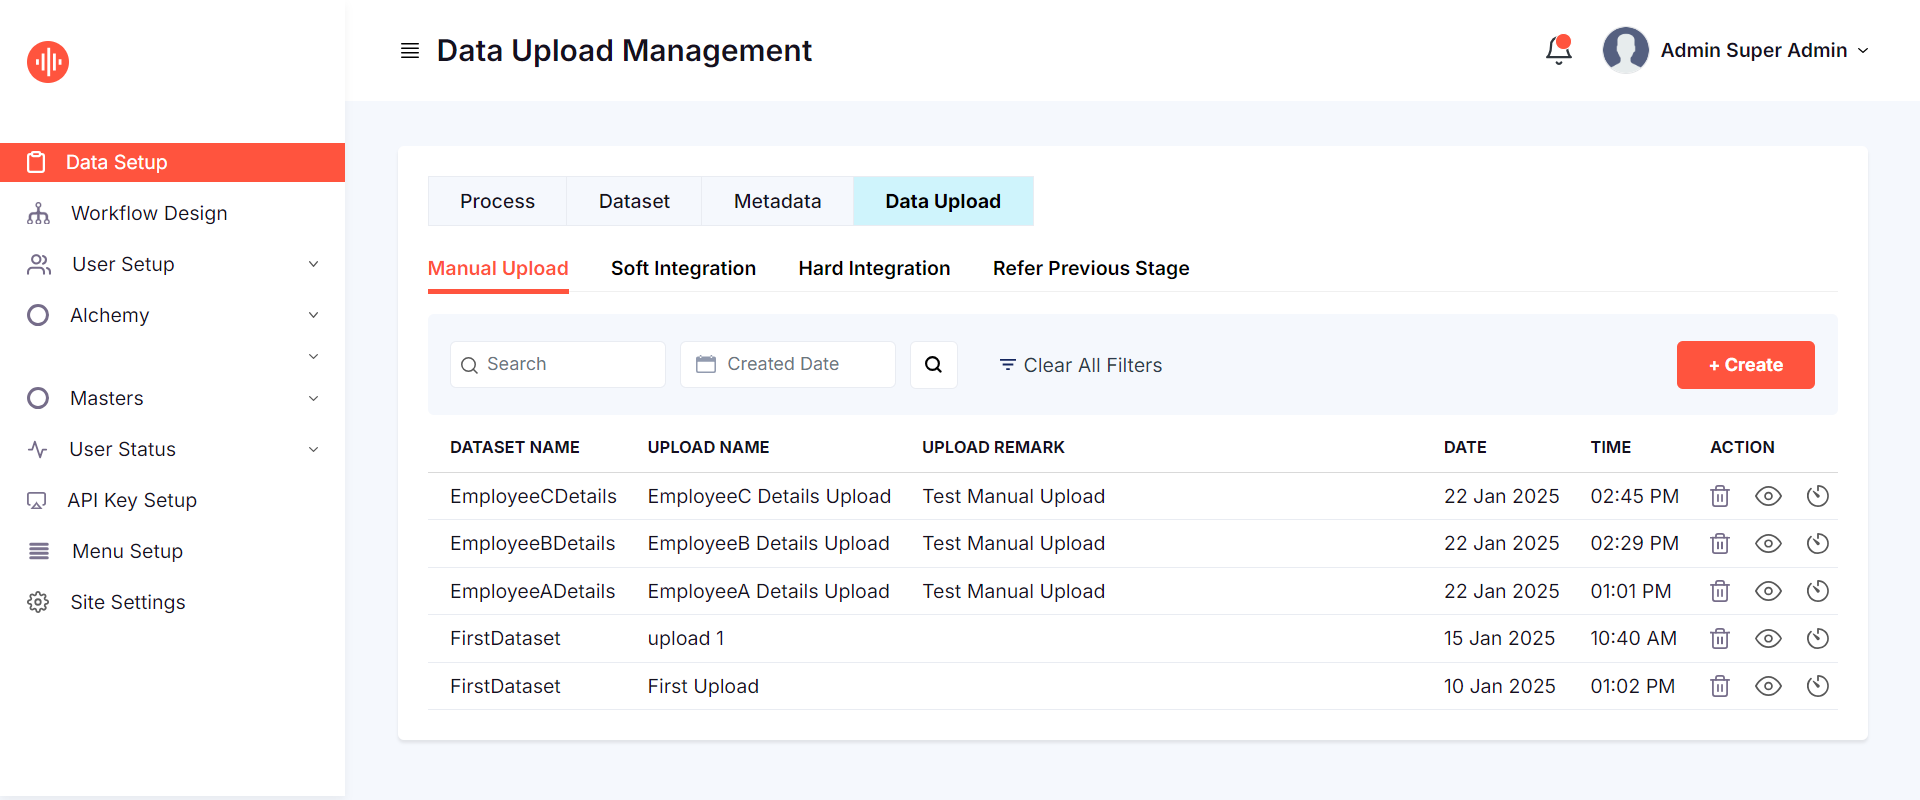 Data Upload Management
Admin Super Admin
Data Setup
Workflow Design
User Setup
Alchemy
Masters
User Status
API Key Setup
Menu Setup
Site Settings
Process Dataset Metadata Data Upload
Manual Upload Soft Integration Hard Integration Refer Previous Stage
Search Created Date Clear All Filters + Create
DATASET NAME UPLOAD NAME UPLOAD REMARK DATE TIME ACTION
EmployeeCDetails EmployeeC Details Upload Test Manual Upload 22 Jan 2025 02:45 PM
EmployeeBDetails EmployeeB Details Upload Test Manual Upload 22 Jan 2025 02:29 PM
EmployeeADetails EmployeeA Details Upload Test Manual Upload 22 Jan 2025 01:01 PM
FirstDataset upload 1 15 Jan 2025 10:40 AM
FirstDataset First Upload 10 Jan 2025 01:02 PM